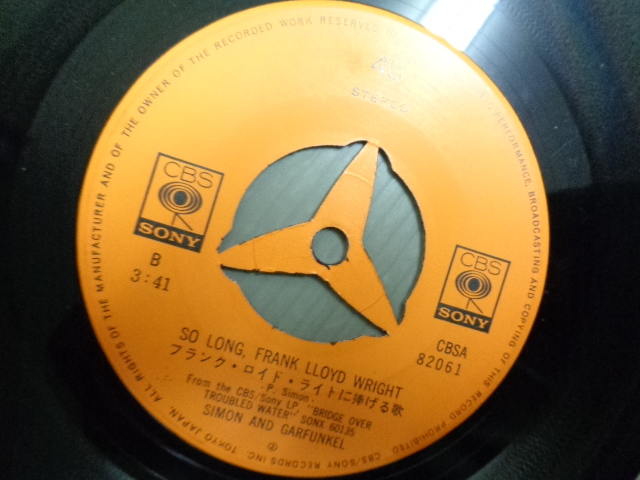 ALL RIGHTS OF THE MANUFACTURER AND OF THE OWNER OF THE RECORDED WORK RESERVED
PERFORMANCE, BROADCASTING AND COPYING OF THIS RECORD PROHIBITED
45
STEREO
CBS
SONY
CBS
SONY
B
3:41
CBSA
82061
SO LONG, FRANK LLOYD WRIGHT
フランク・ロイド・ライトに捧げる歌
・P. Simon・
From the CBS/Sony LP "BRIDGE OVER
TROUBLED WATER" SONX 60135
SIMON AND GARFUNKEL
Ⓟ
CBS/SONY RECORDS INC. TOKYO JAPAN.